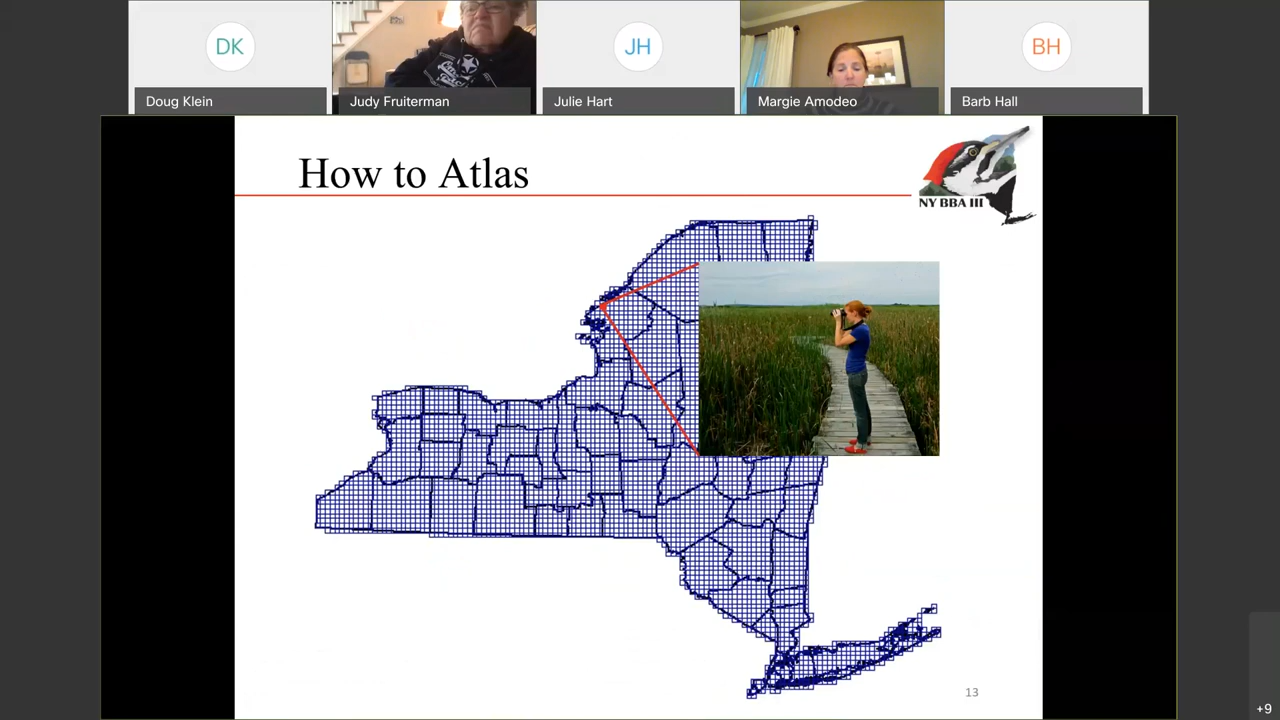 DK
JH
BH
Doug Klein
Judy Fruiterman
Julie Hart
Margie Amodeo
Barb Hall
How to Atlas
NY BBA III
13
+9